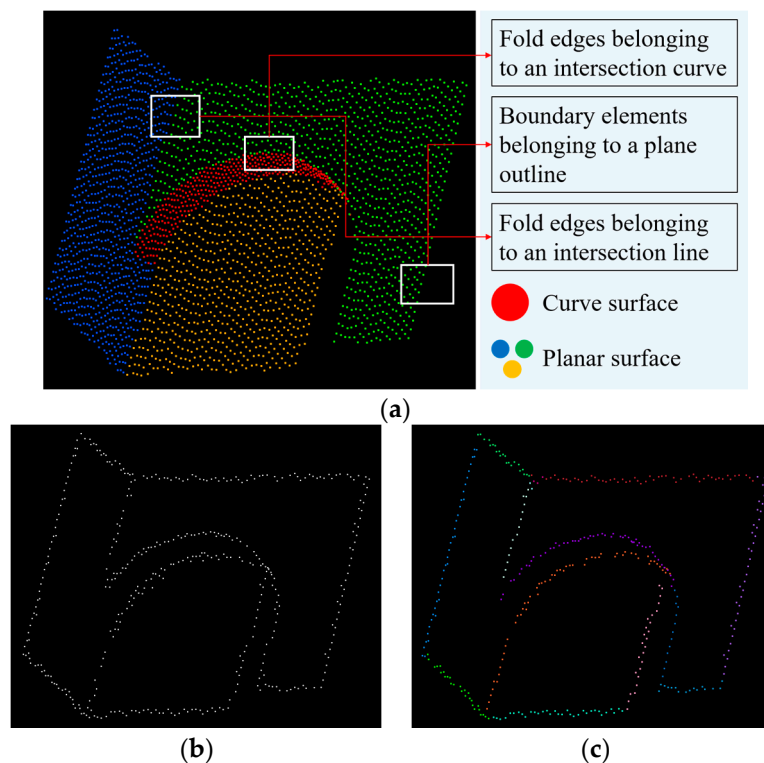 Fold edges belonging
to an intersection curve
Boundary elements
belonging to a plane
outline
Fold edges belonging
to an intersection line
Curve surface
Planar surface
(a)
(b)
(c)